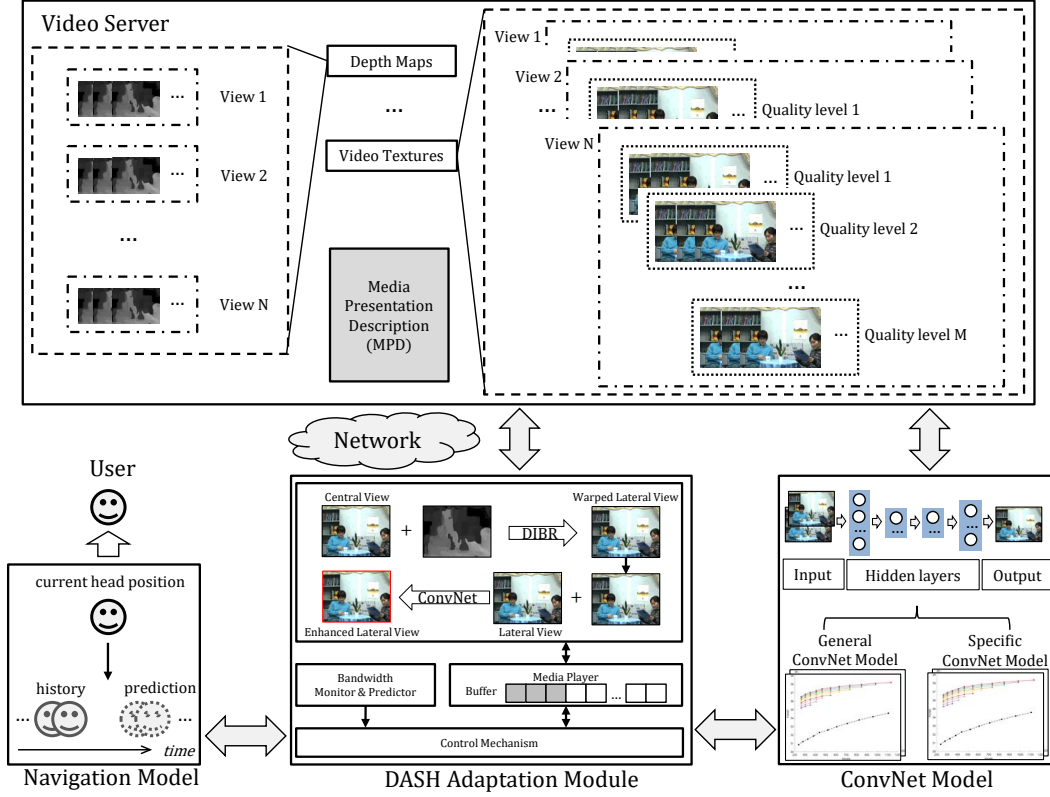 Video Server
View 1
View 2
...
View N
...
...
...
Depth Maps
...
Video Textures
Media
Presentation
Description
(MPD)
View 1
View 2
...
... Quality level 1
View N
... Quality level 1
... Quality level 2
...
... Quality level M
Network
User
current head position
history
prediction
...
...
time
Navigation Model
Central View
Warped Lateral View
+
DIBR
ConvNet
+
Enhanced Lateral View
Lateral View
Bandwidth
Monitor & Predictor
Media Player
Buffer
...
Control Mechanism
DASH Adaptation Module
...
...
...
...
Input
Hidden layers
Output
General
ConvNet Model
Specific
ConvNet Model
ConvNet Model